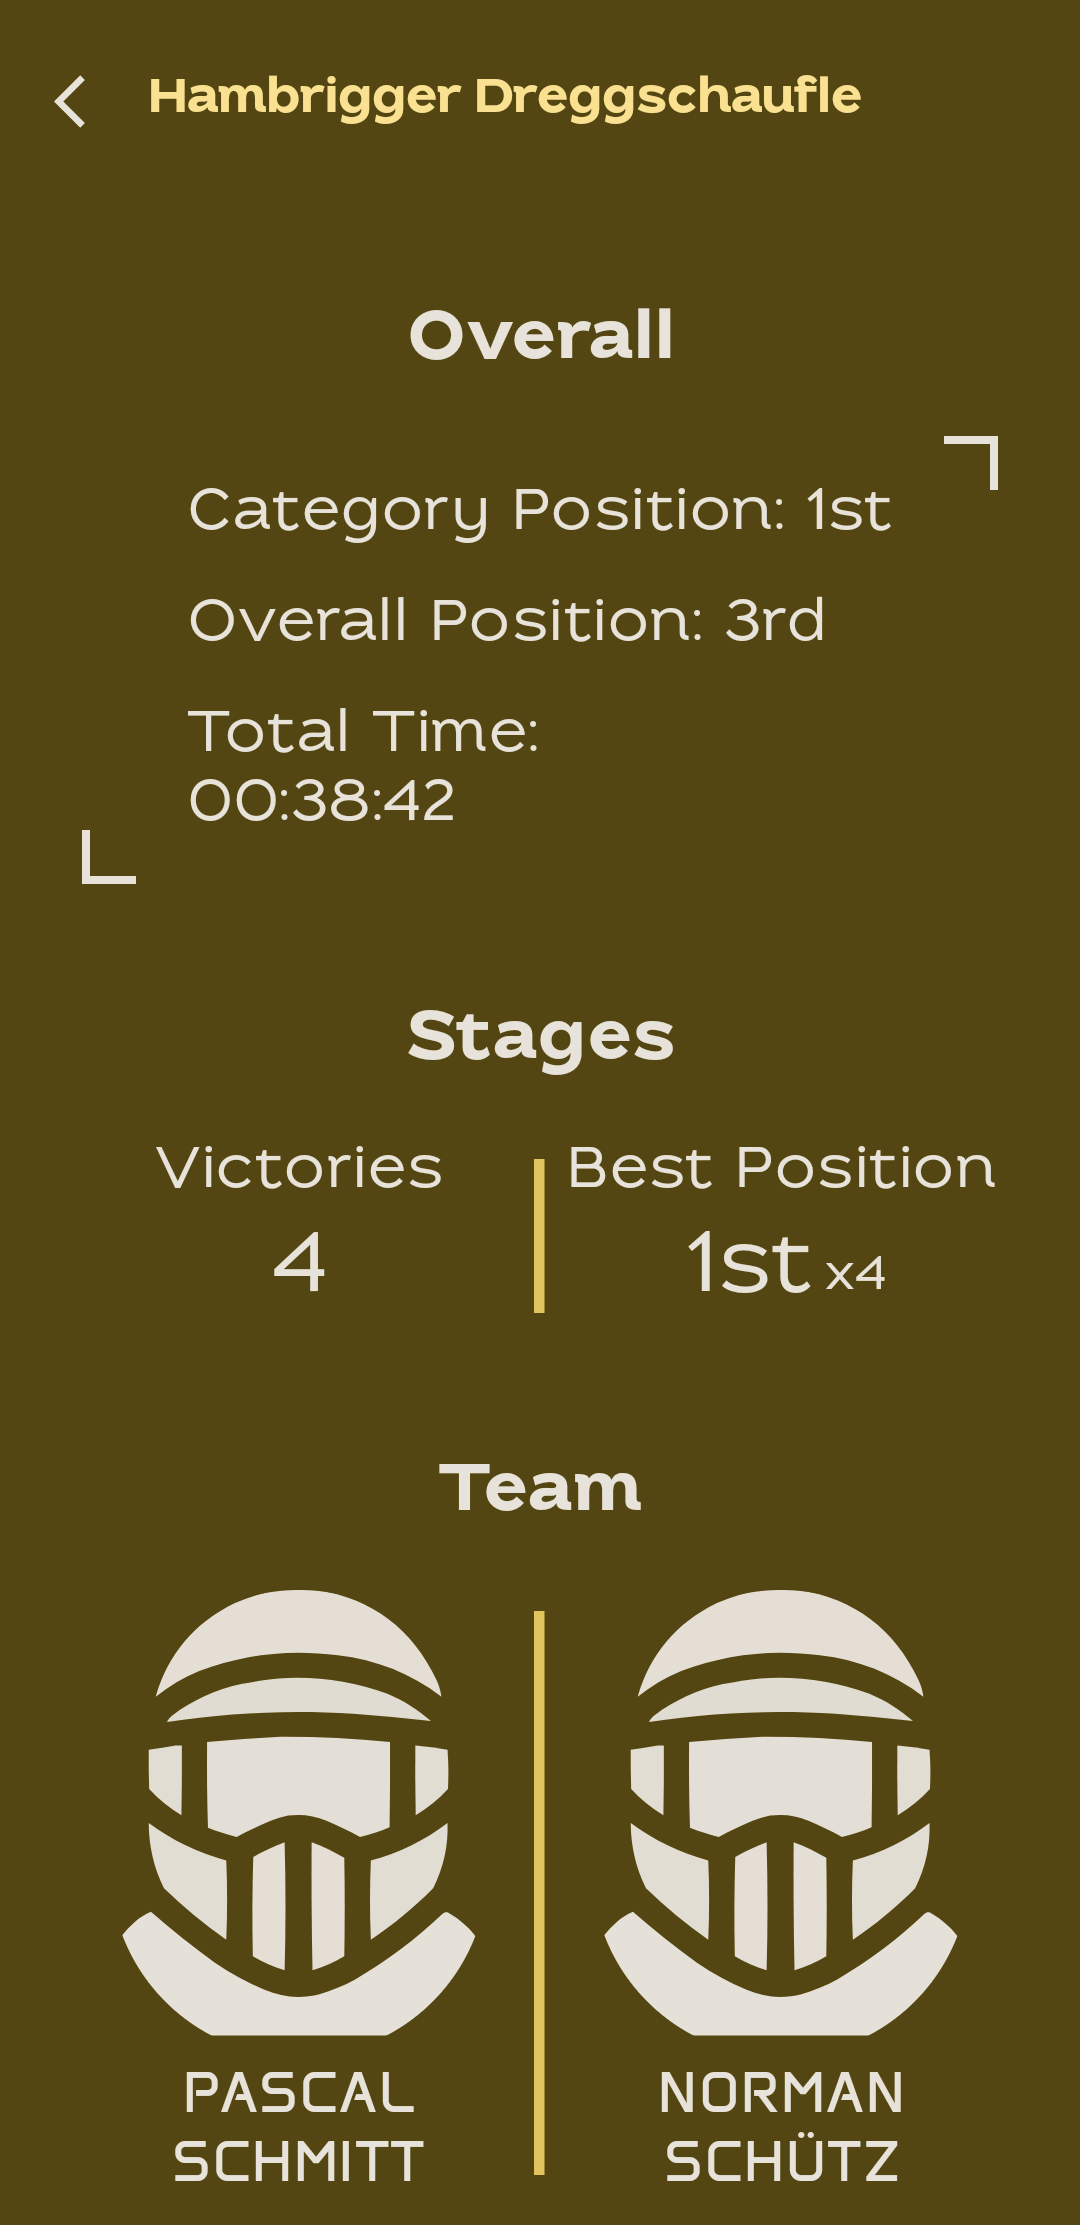 Hambrigger Dreggschaufle
Overall
Category Position: 1st
Overall Position: 3rd
Total Time:
00:38:42
Stages
Victories
4
Best Position
1st x4
Team
PASCAL
SCHMITT
NORMAN
SCHÜTZ